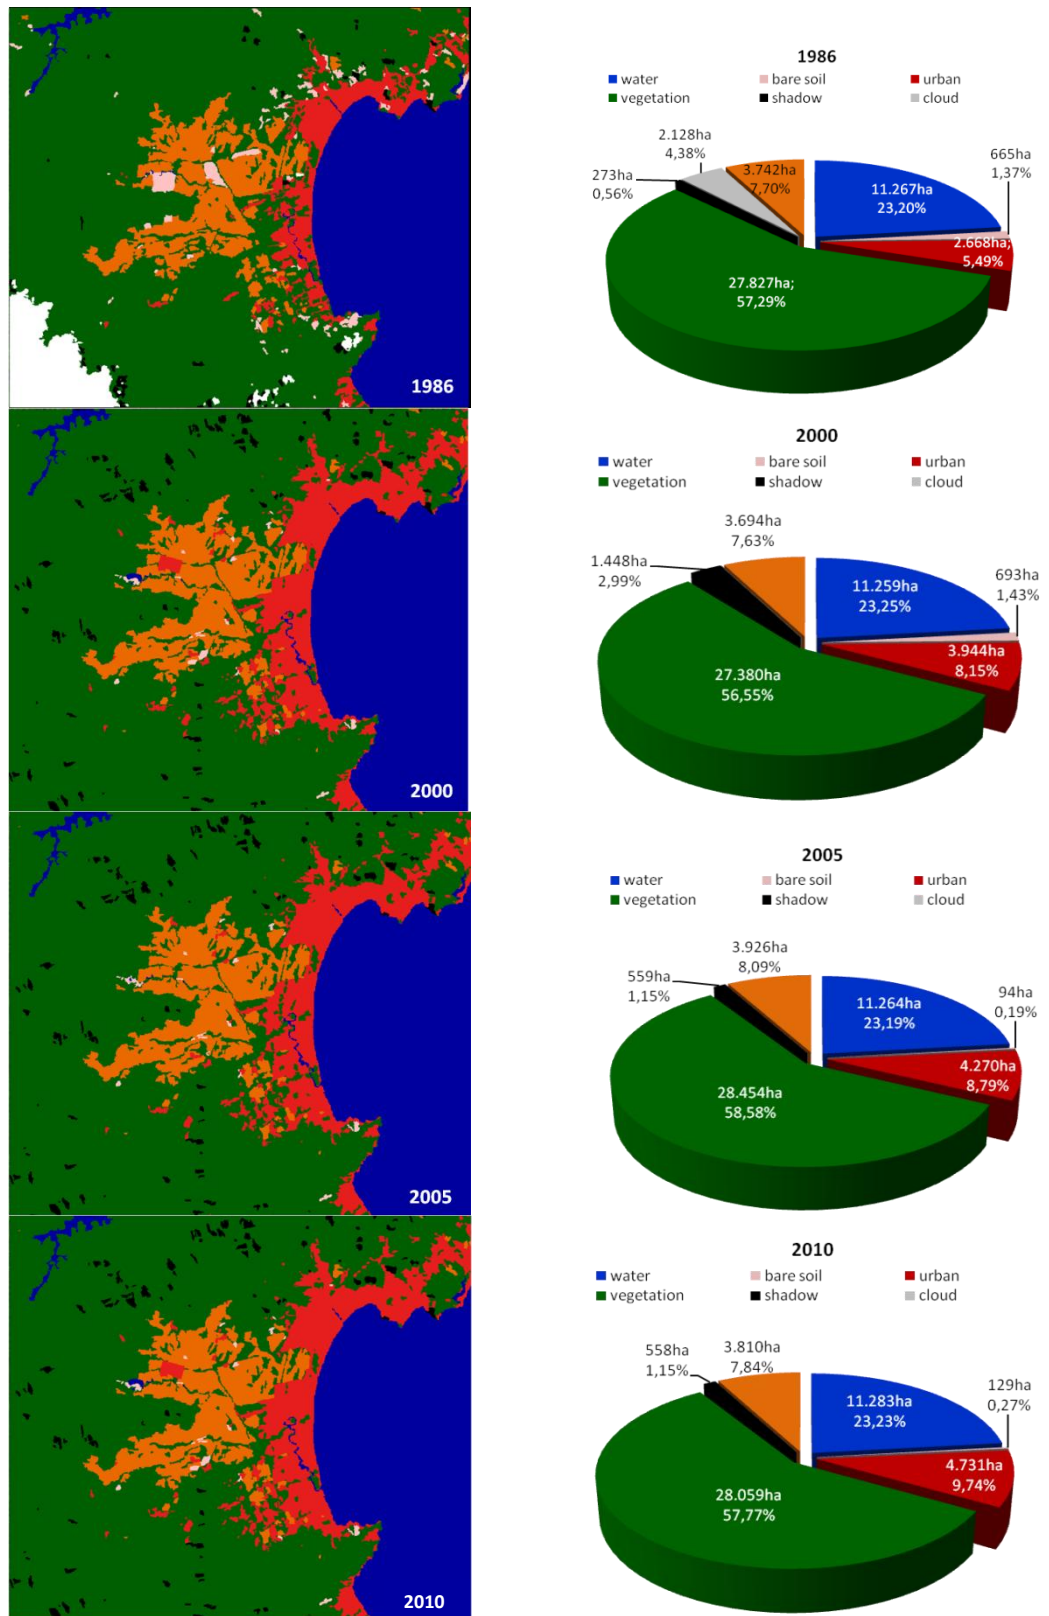 1986
water bare soil urban
vegetation shadow cloud
2.128ha
4,38%
273ha
0,56%
3.742ha
7,70%
11.267ha
23,20%
665ha
1,37%
2.668ha;
5,49%
27.827ha;
57,29%
1986
2000
water bare soil urban
vegetation shadow cloud
3.694ha
7,63%
1.448ha
2,99%
11.259ha
23,25%
693ha
1,43%
3.944ha
8,15%
27.380ha
56,55%
2000
2005
water bare soil urban
vegetation shadow cloud
3.926ha
8,09%
559ha
1,15%
11.264ha
23,19%
94ha
0,19%
4.270ha
8,79%
28.454ha
58,58%
2005
2010
water bare soil urban
vegetation shadow cloud
3.810ha
7,84%
558ha
1,15%
11.283ha
23,23%
129ha
0,27%
4.731ha
9,74%
28.059ha
57,77%
2010